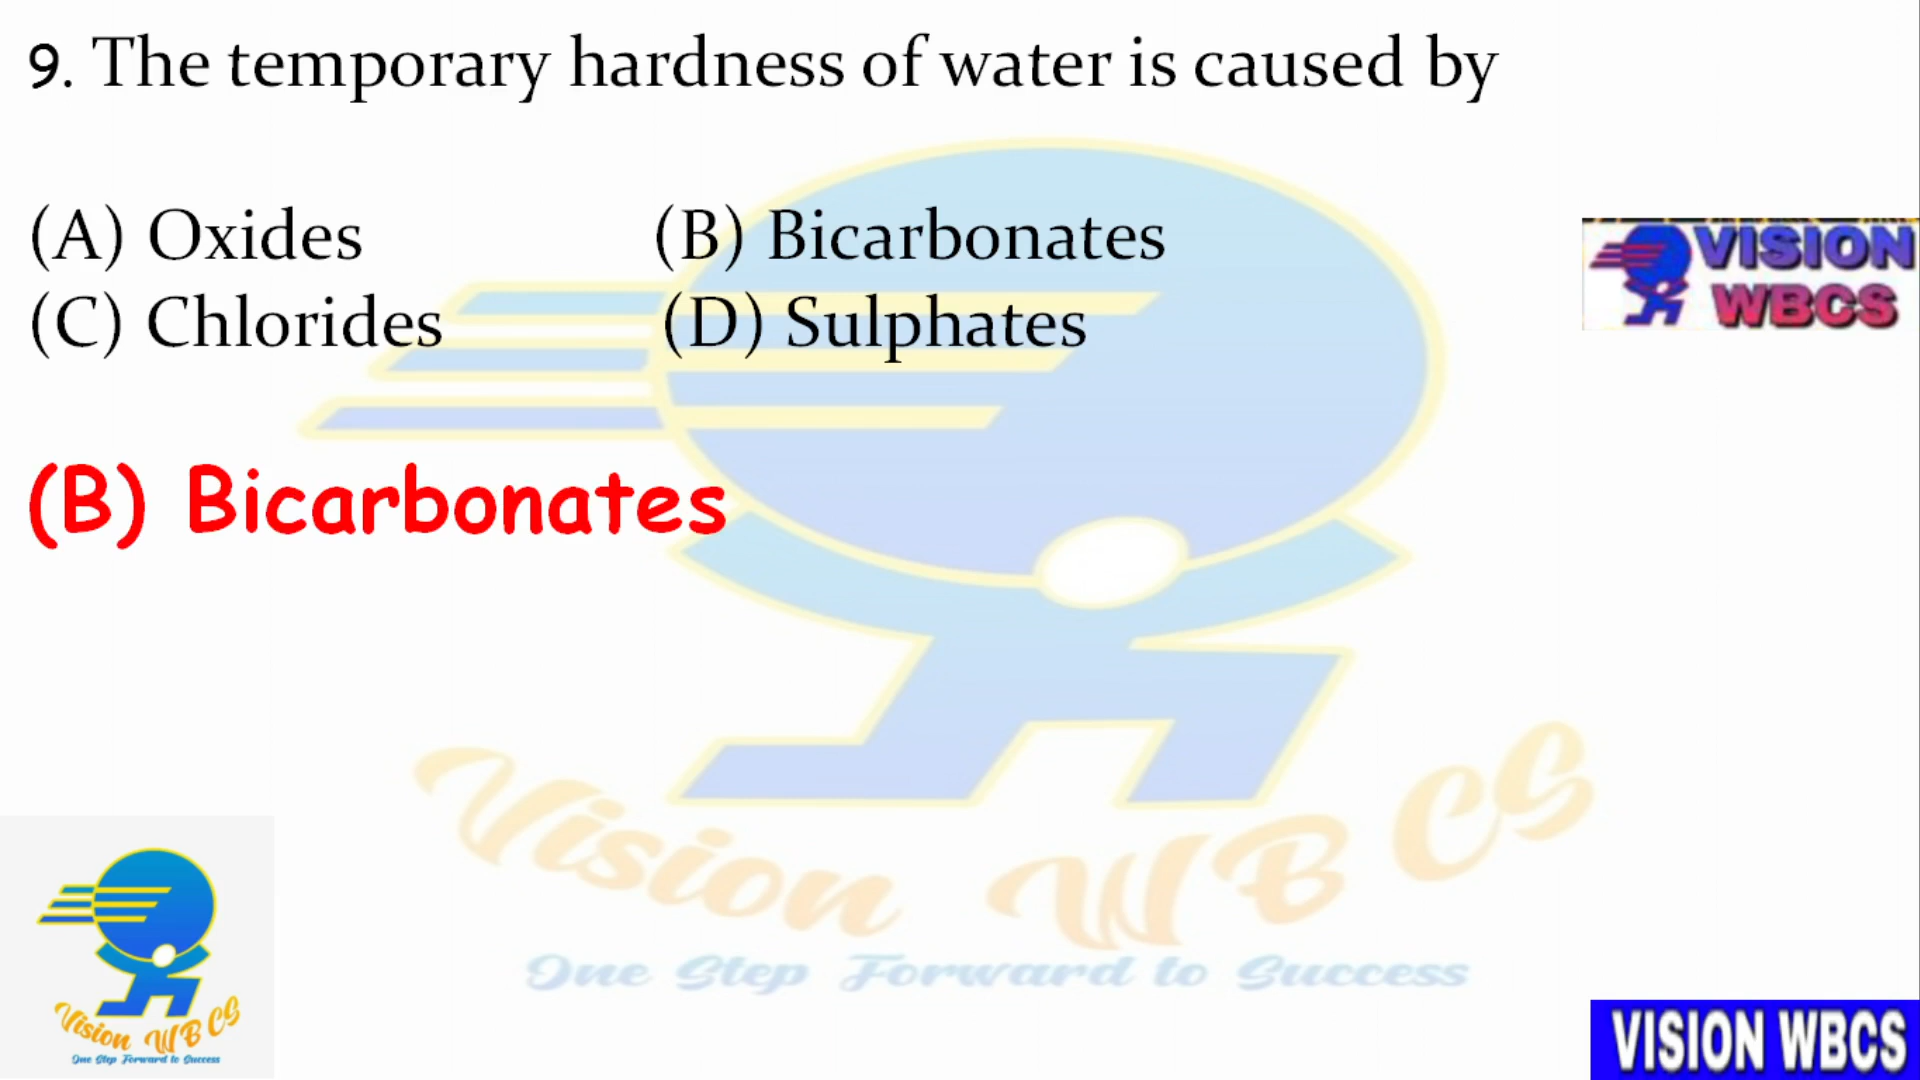 9. The temporary hardness of water is caused by
(A) Oxides (B) Bicarbonates
(C) Chlorides (D) Sulphates
VISION
WBCS
(B) Bicarbonates
Vision WBCS
One Step Forward to Success
Vision WBCS
One Step Forward to Success
VISION WBCS